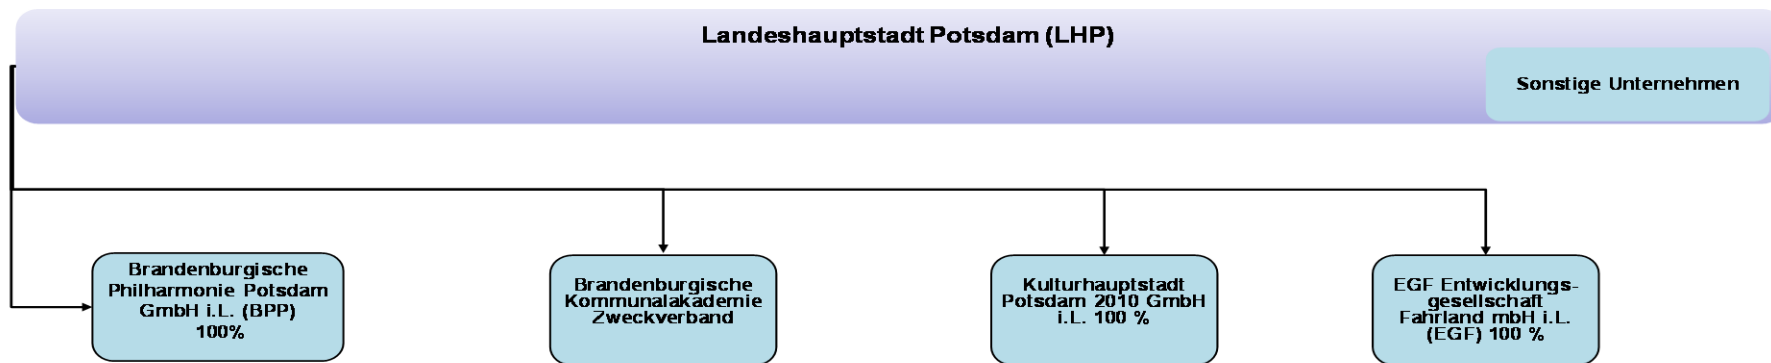 Landeshauptstadt Potsdam (LHP)
Sonstige Unternehmen
Brandenburgische
Philharmonie Potsdam
GmbH i.L. (BPP)
100%
Brandenburgische
Kommunalakademie
Zweckverband
Kulturhauptstadt
Potsdam 2010 GmbH
i.L. 100 %
EGF Entwicklungs-
gesellschaft
Fahrland mbH i.L.
(EGF) 100 %